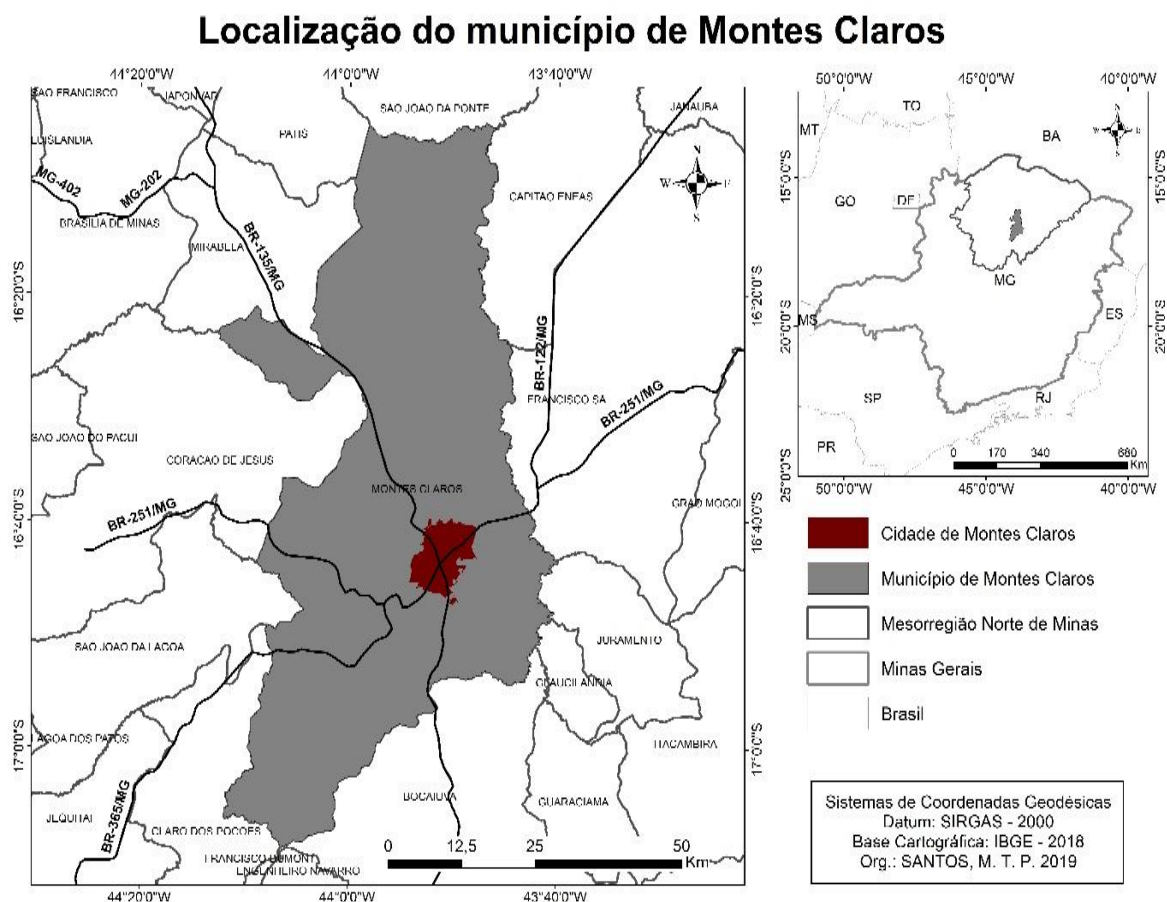 Localização do município de Montes Claros
44°20'0"W
44°0'0"W
43°40'0"W
SAO FRANCISCO
JAPONVAR
SAO JOAO DA PONTE
JANAUBA
LUISLANDIA
PATIS
MG-402
MG-202
CAPITAO ENEAS
N
W
E
S
BRASILIA DE MINAS
MIRABELA
BR-135/MG
16°20'0"S
16°20'0"S
BR-122/MG
FRANCISCO SA
BR-251/MG
SAO JOAO DO PACUI
CORACAO DE JESUS
MONTES CLAROS
GRAO MOGOL
BR-251/MG
16°40'0"S
16°40'0"S
SAO JOAO DA LAGOA
JURAMENTO
GLAUCILANDIA
LAGOA DOS PATOS
ITACAMBIRA
17°0'0"S
17°0'0"S
BR-365/MG
BOCAIUVA
GUARACIAMA
JEQUITAI
CLARO DOS POCOES
FRANCISCO DUMONT
ENGENHEIRO NAVARRO
0 12,5 25 50
Km
44°20'0"W
44°0'0"W
43°40'0"W
50°0'0"W
45°0'0"W
40°0'0"W
TO
MT
BA
N
W
E
S
15°0'0"S
15°0'0"S
GO
DF
MG
MS
ES
20°0'0"S
20°0'0"S
SP
RJ
PR
0 170 340 680
Km
25°0'0"S
50°0'0"W
45°0'0"W
40°0'0"W
Cidade de Montes Claros
Município de Montes Claros
Mesorregião Norte de Minas
Minas Gerais
Brasil
Sistemas de Coordenadas Geodésicas
Datum: SIRGAS - 2000
Base Cartográfica: IBGE - 2018
Org.: SANTOS, M. T. P. 2019